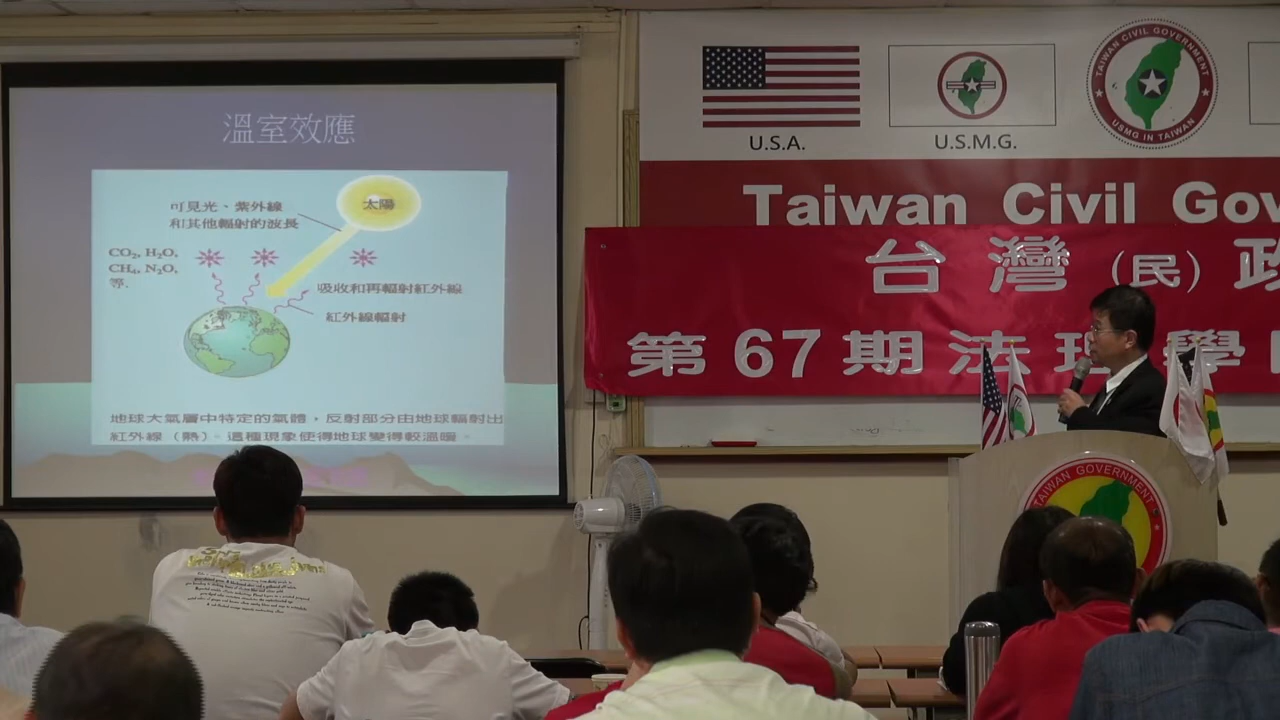 溫室效應
可見光、紫外線
和其他輻射的波長
太陽
CO₂, H₂O,
CH₄, N₂O,
等.
吸收和再輻射紅外線
紅外線輻射
地球大氣層中特定的氣體，反射部分由地球輻射出
紅外線（熱）。這種現象使得地球變得較溫暖。
U.S.A.
U.S.M.G.
TAIWAN CIVIL GOVERNMENT
USMG IN TAIWAN
Taiwan Civil Gov
台灣（民）政
第67期法理學
TAIWAN GOVERNMENT